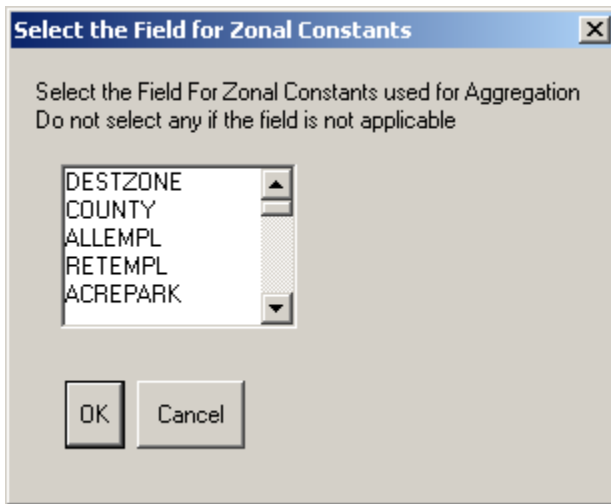 Select the Field for Zonal Constants
Select the Field For Zonal Constants used for Aggregation
Do not select any if the field is not applicable
DESTZONE
COUNTY
ALLEMPL
RETEMPL
ACREPARK
OK Cancel